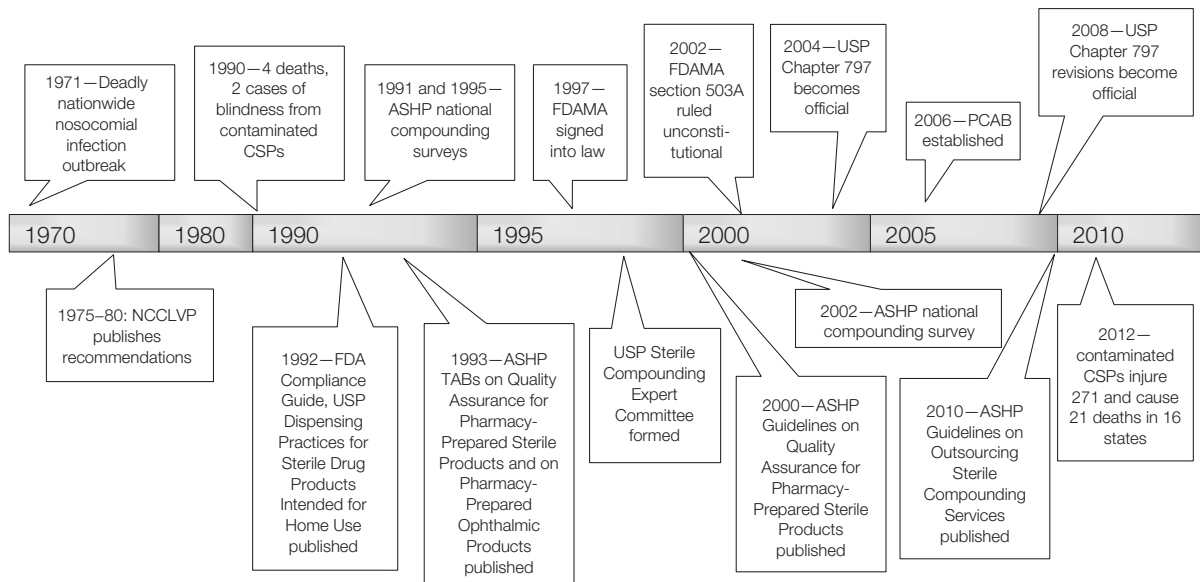 1971—Deadly
nationwide
nosocomial
infection
outbreak
1990—4 deaths,
2 cases of
blindness from
contaminated
CSPs
1991 and 1995—
ASHP national
compounding
surveys
1997—
FDAMA
signed
into law
2002—
FDAMA
section 503A
ruled
unconsti-
tutional
2004—USP
Chapter 797
becomes
official
2006—PCAB
established
2008—USP
Chapter 797
revisions become
official
1970
1980
1990
1995
2000
2005
2010
1975–80: NCCLVP
publishes
recommendations
1992—FDA
Compliance
Guide, USP
Dispensing
Practices for
Sterile Drug
Products
Intended for
Home Use
published
1993—ASHP
TABs on Quality
Assurance for
Pharmacy-
Prepared Sterile
Products and on
Pharmacy-
Prepared
Ophthalmic
Products
published
USP Sterile
Compounding
Expert
Committee
formed
2002-ASHP national
compounding survey
2000—ASHP
Guidelines on
Quality
Assurance for
Pharmacy-
Prepared Sterile
Products
published
2010—ASHP
Guidelines on
Outsourcing
Sterile
Compounding
Services
published
2012—
contaminated
CSPs injure
271 and cause
21 deaths in 16
states